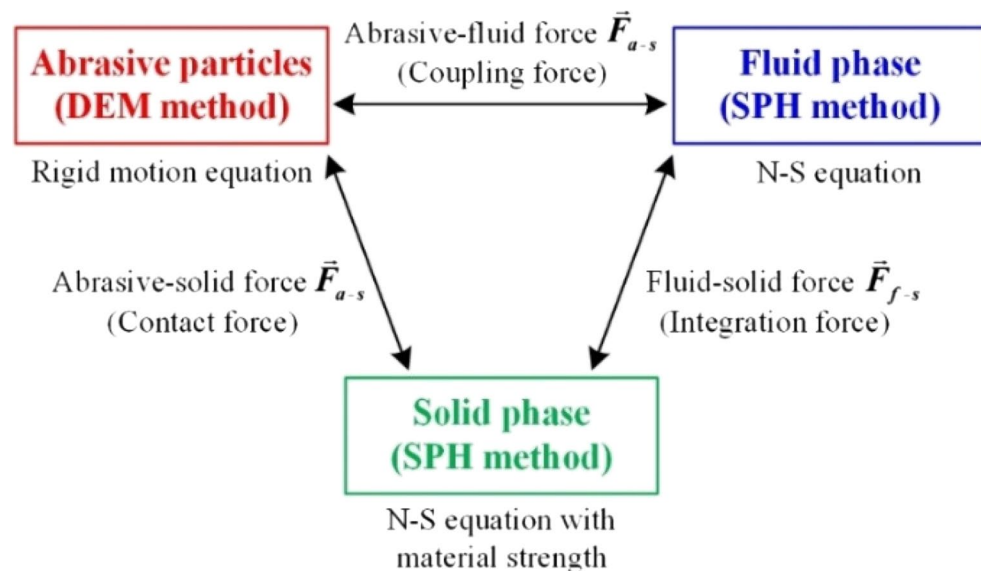 Abrasive-fluid force F⃗a-s
(Coupling force)
Abrasive particles
(DEM method)
Fluid phase
(SPH method)
Rigid motion equation
N-S equation
Abrasive-solid force F⃗a-s
(Contact force)
Fluid-solid force F⃗f-s
(Integration force)
Solid phase
(SPH method)
N-S equation with
material strength